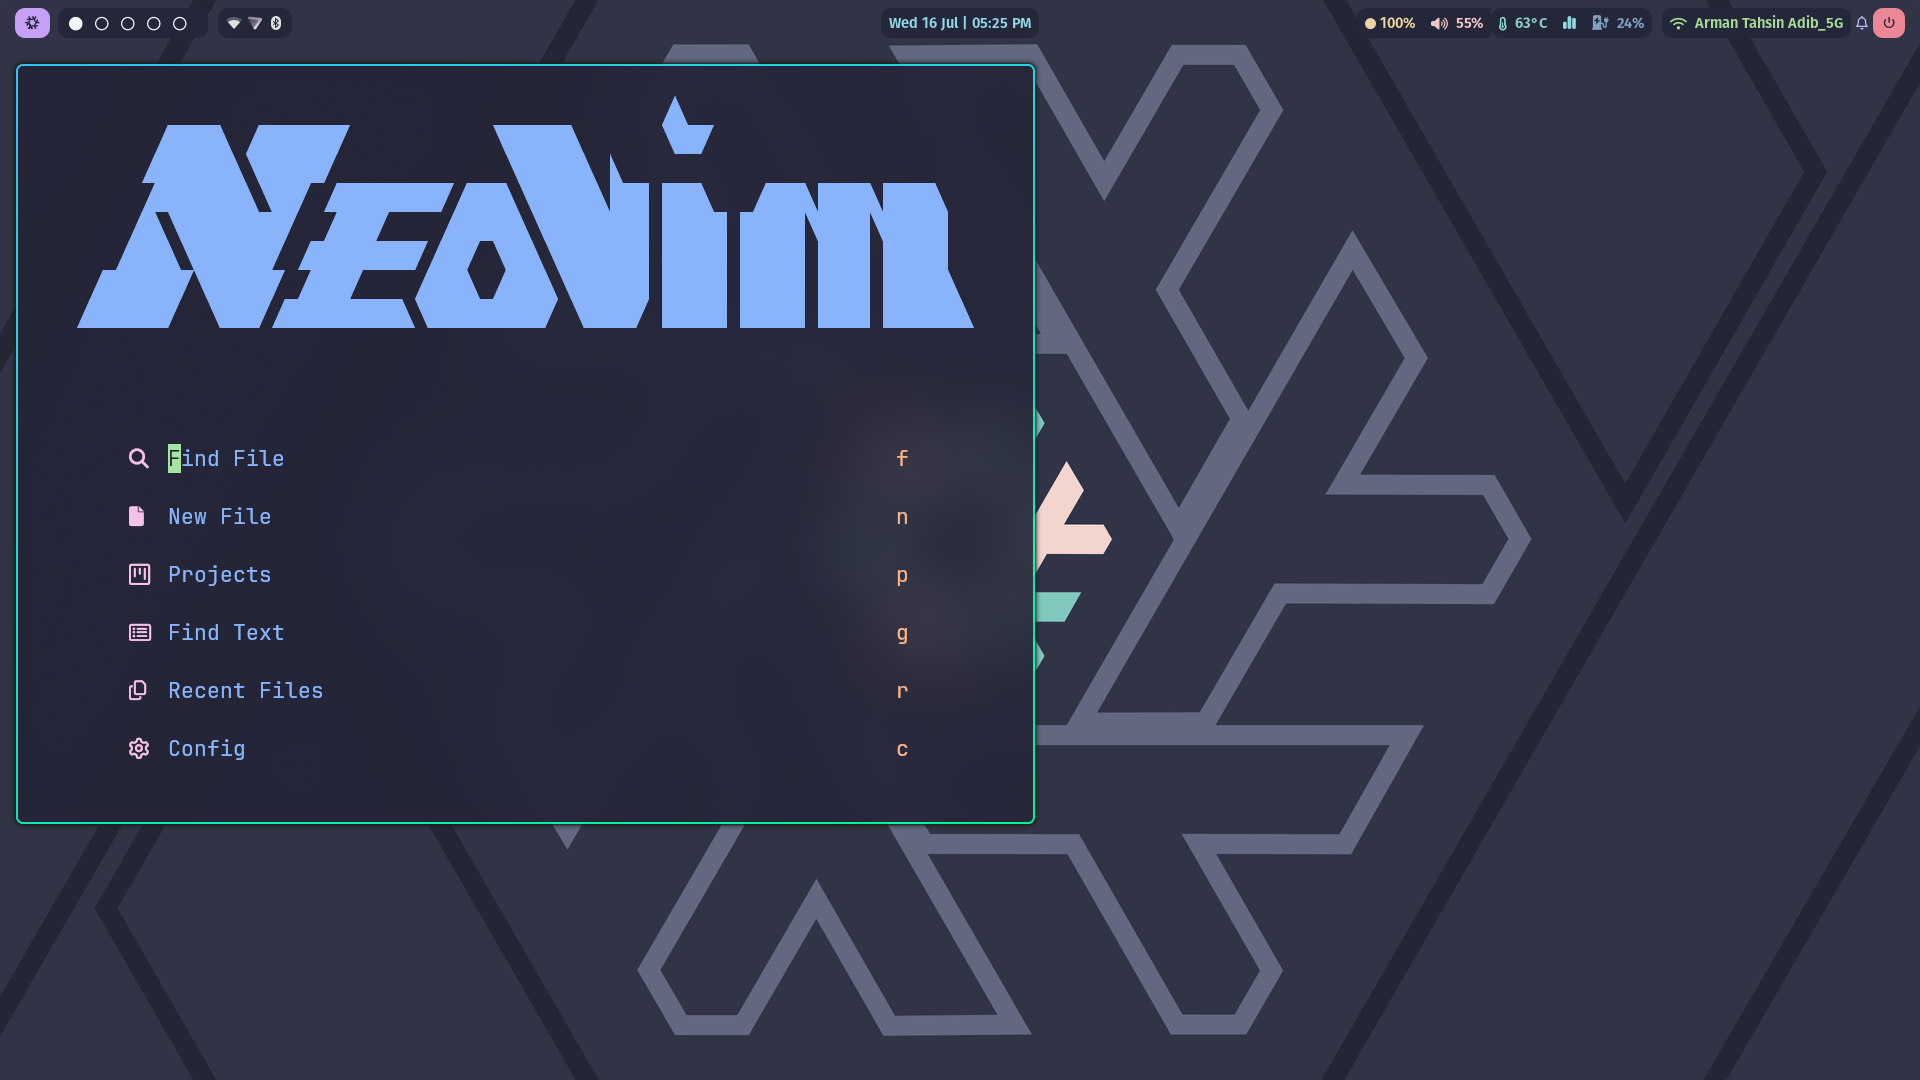 Wed 16 Jul | 05:25 PM
100%
55%
63°C
24%
Arman Tahsin Adib_5G
NEOVIM
Find File f
New File n
Projects p
Find Text g
Recent Files r
Config c